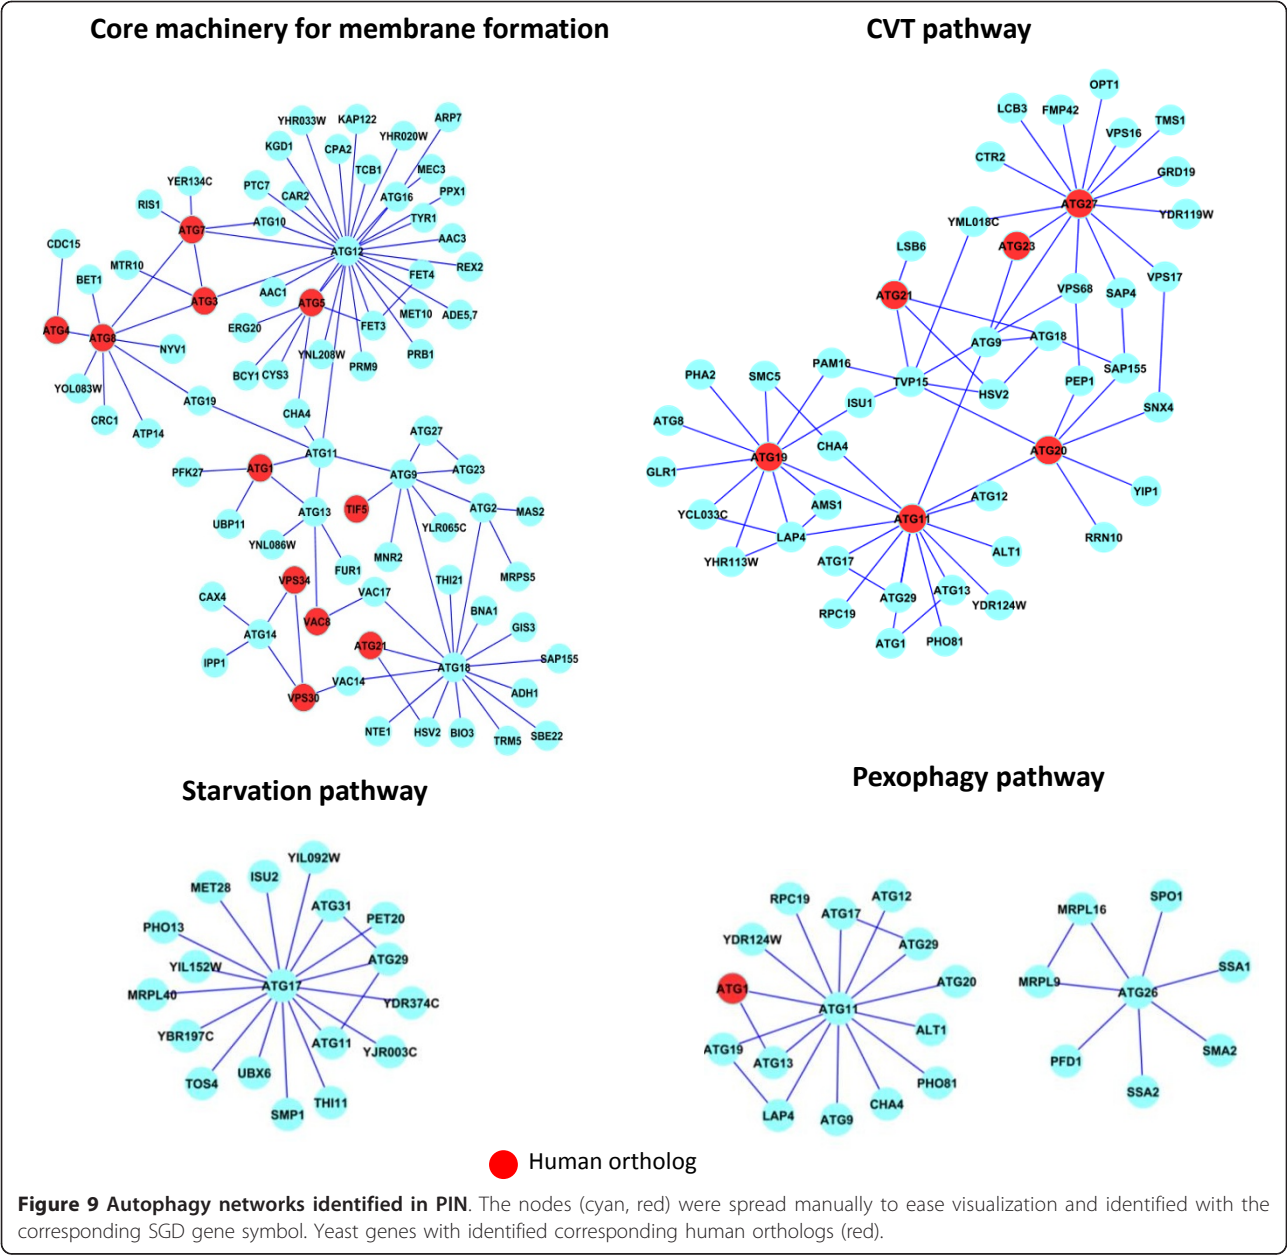 Core machinery for membrane formation
CVT pathway
YHR033W
KAP122
ARP7
KGD1
CPA2
YHR020W
TCB1
MEC3
YER134C
PTC7
CAR2
ATG16
PPX1
RIS1
ATG7
ATG10
TYR1
CDC15
ATG12
AAC3
MTR10
REX2
BET1
FET4
AAC1
ATG3
ATG5
MET10
ADE5,7
ATG4
ATG8
ERG20
FET3
NYV1
YNL208W
PRB1
YOL083W
BCY1
CYS3
PRM9
ATG19
CRC1
ATP14
CHA4
ATG27
ATG11
PFK27
ATG1
ATG9
ATG23
UBP11
ATG13
TIF5
ATG2
MAS2
YLR065C
YNL086W
MNR2
FUR1
VPS34
THI21
MRPS5
CAX4
VAC17
BNA1
VAC8
ATG14
GIS3
ATG21
IPP1
ATG18
SAP155
VAC14
VPS30
ADH1
NTE1
HSV2
BIO3
TRM5
SBE22
OPT1
LCB3
FMP42
TMS1
VPS16
CTR2
GRD19
ATG27
YML018C
YDR119W
LSB6
ATG23
VPS17
ATG21
VPS68
SAP4
ATG9
ATG18
PAM16
SAP155
PHA2
SMC5
TVP15
PEP1
HSV2
ISU1
SNX4
ATG8
CHA4
ATG20
ATG19
GLR1
YIP1
ATG12
AMS1
YCL033C
ATG11
LAP4
RRN10
YHR113W
ALT1
ATG17
ATG29
ATG13
YDR124W
RPC19
ATG1
PHO81
Starvation pathway
Pexophagy pathway
YIL092W
ISU2
MET28
ATG31
PET20
PHO13
ATG29
YIL152W
ATG17
MRPL40
YDR374C
YBR197C
ATG11
YJR003C
UBX6
TOS4
THI11
SMP1
RPC19
ATG12
ATG17
YDR124W
ATG29
ATG1
ATG20
ATG11
ALT1
ATG19
ATG13
PHO81
CHA4
LAP4
ATG9
SPO1
MRPL16
SSA1
MRPL9
ATG26
SMA2
PFD1
SSA2
Human ortholog
Figure 9 Autophagy networks identified in PIN. The nodes (cyan, red) were spread manually to ease visualization and identified with the
corresponding SGD gene symbol. Yeast genes with identified corresponding human orthologs (red).